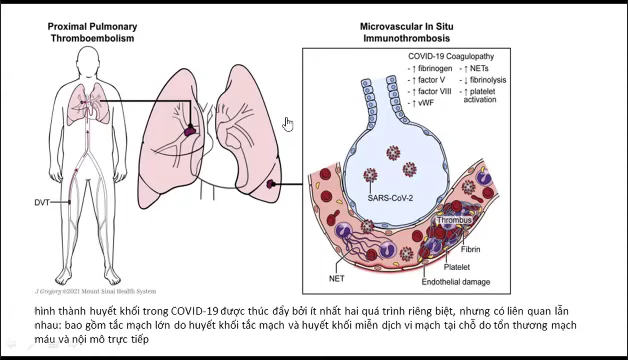 Proximal Pulmonary
Thromboembolism
Microvascular In Situ
Immunothrombosis
COVID-19 Coagulopathy
- ↑ fibrinogen
- ↑ factor V
- ↑ factor VIII
- ↑ vWF
- ↑ NETs
- ↓ fibrinolysis
- ↑ platelet
activation
DVT
SARS-CoV-2
Thrombus
Fibrin
Platelet
Endothelial damage
NET
J Gregory ©2021 Mount Sinai Health System
hình thành huyết khối trong COVID-19 được thúc đẩy bởi ít nhất hai quá trình riêng biệt, nhưng có liên quan lẫn
nhau: bao gồm tắc mạch lớn do huyết khối tắc mạch và huyết khối miễn dịch vi mạch tại chỗ do tổn thương mạch
máu và nội mô trực tiếp